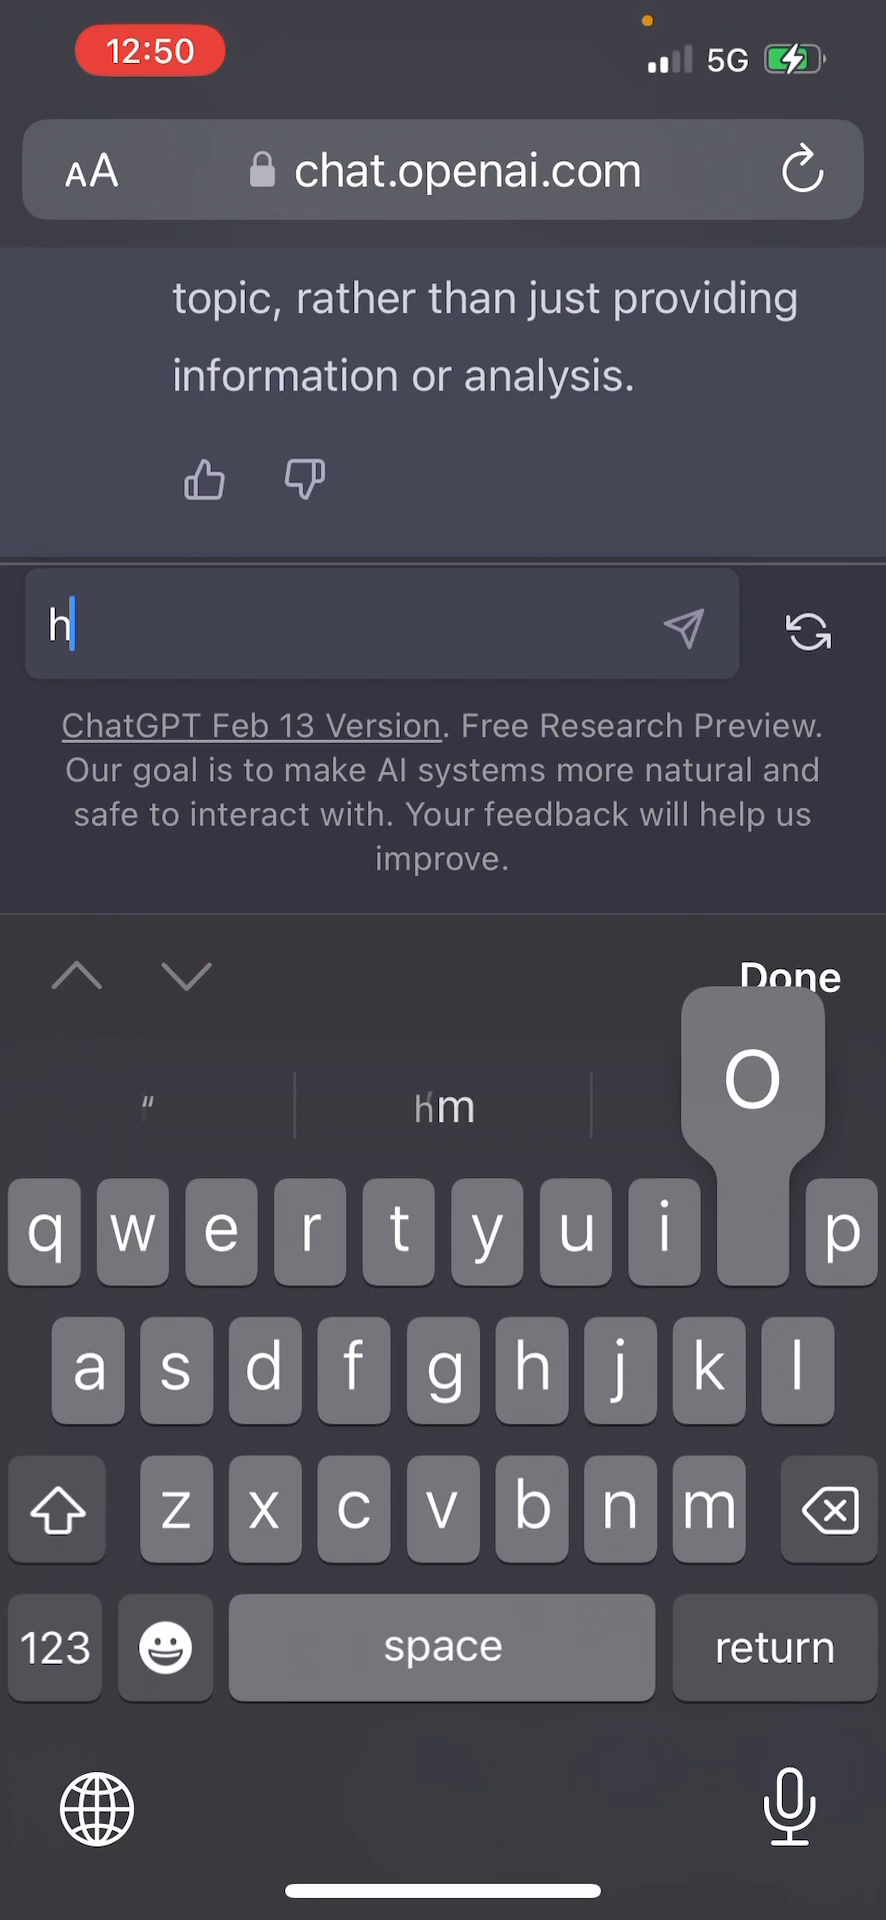 12:50 5G
AA chat.openai.com
topic, rather than just providing
information or analysis.
h
ChatGPT Feb 13 Version. Free Research Preview.
Our goal is to make AI systems more natural and
safe to interact with. Your feedback will help us
improve.
Done
O
" hm
q w e r t y u i p
a s d f g h j k l
z x c v b n m
123 space return